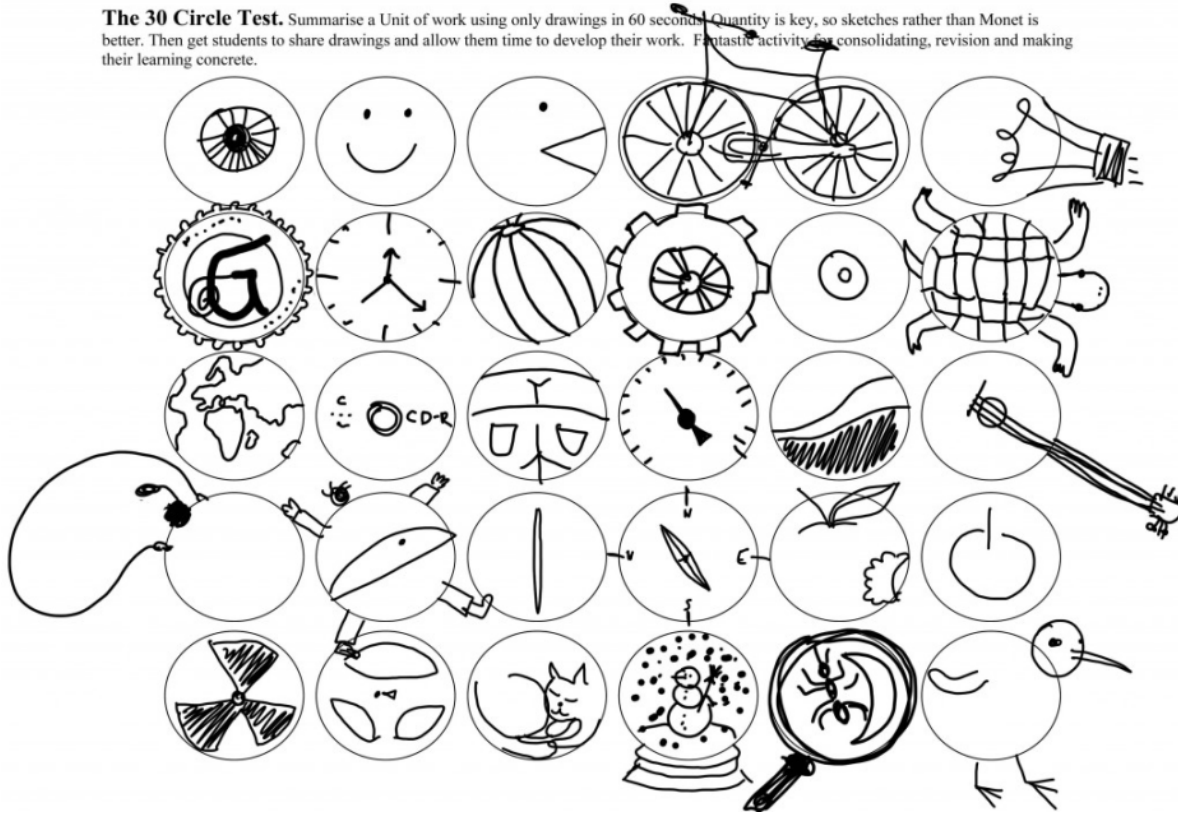 The 30 Circle Test. Summarise a Unit of work using only drawings in 60 seconds. Quantity is key, so sketches rather than Monet is
better. Then get students to share drawings and allow them time to develop their work. Fantastic activity for consolidating, revision and making
their learning concrete.
CD-R
N
E
S